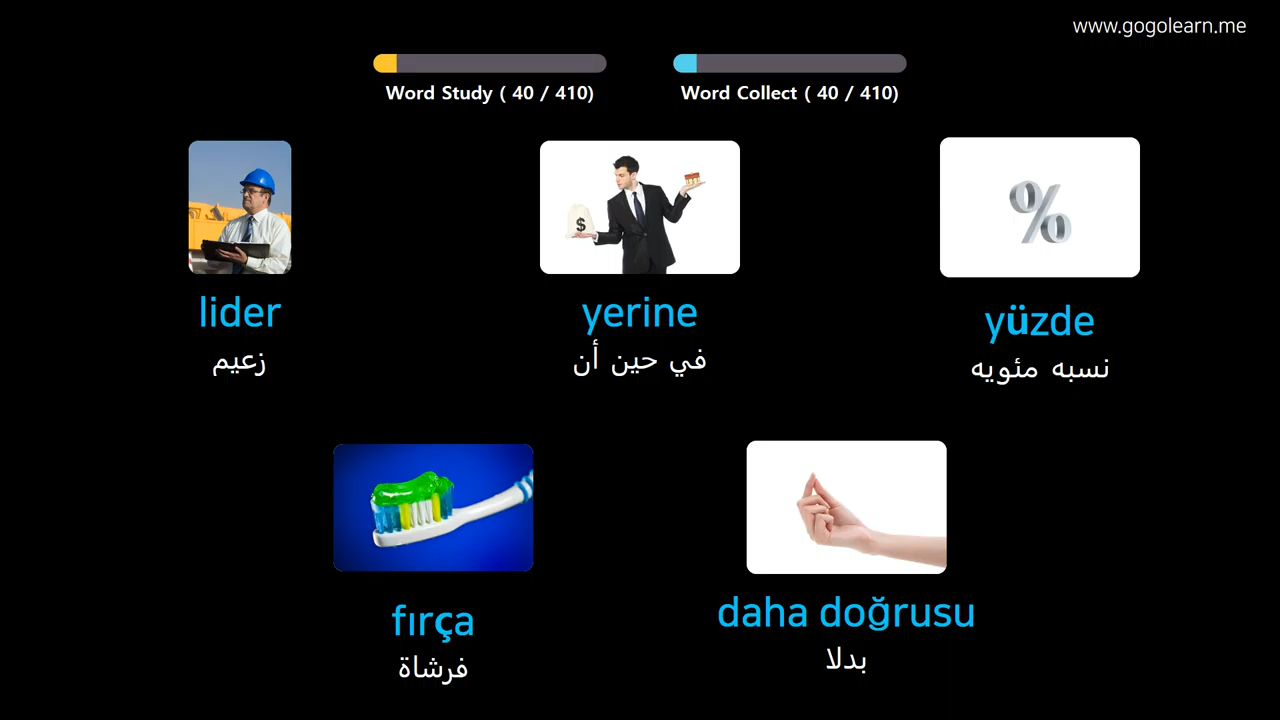 www.gogolearn.me
Word Study ( 40 / 410)
Word Collect ( 40 / 410)
lider
زعيم
yerine
في حين أن
yüzde
نسبه مئويه
%
$
fırça
فرشاة
daha doğrusu
بدلا